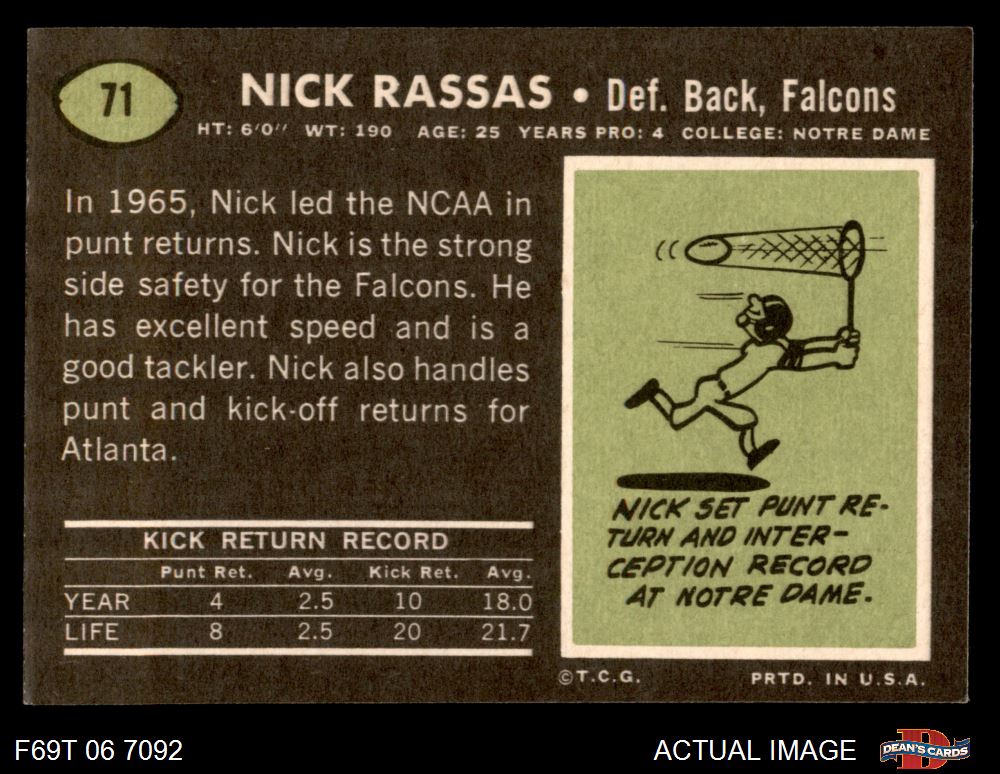 71
NICK RASSAS • Def. Back, Falcons
HT: 6'0'' WT: 190 AGE: 25 YEARS PRO: 4 COLLEGE: NOTRE DAME
In 1965, Nick led the NCAA in
punt returns. Nick is the strong
side safety for the Falcons. He
has excellent speed and is a
good tackler. Nick also handles
punt and kick-off returns for
Atlanta.
KICK RETURN RECORD
Punt Ret. Avg. Kick Ret. Avg.
YEAR 4 2.5 10 18.0
LIFE 8 2.5 20 21.7
NICK SET PUNT RE-
TURN AND INTER-
CEPTION RECORD
AT NOTRE DAME.
©T.C.G. PRTD. IN U.S.A.
F69T 06 7092 ACTUAL IMAGE
D
DEAN'S CARDS